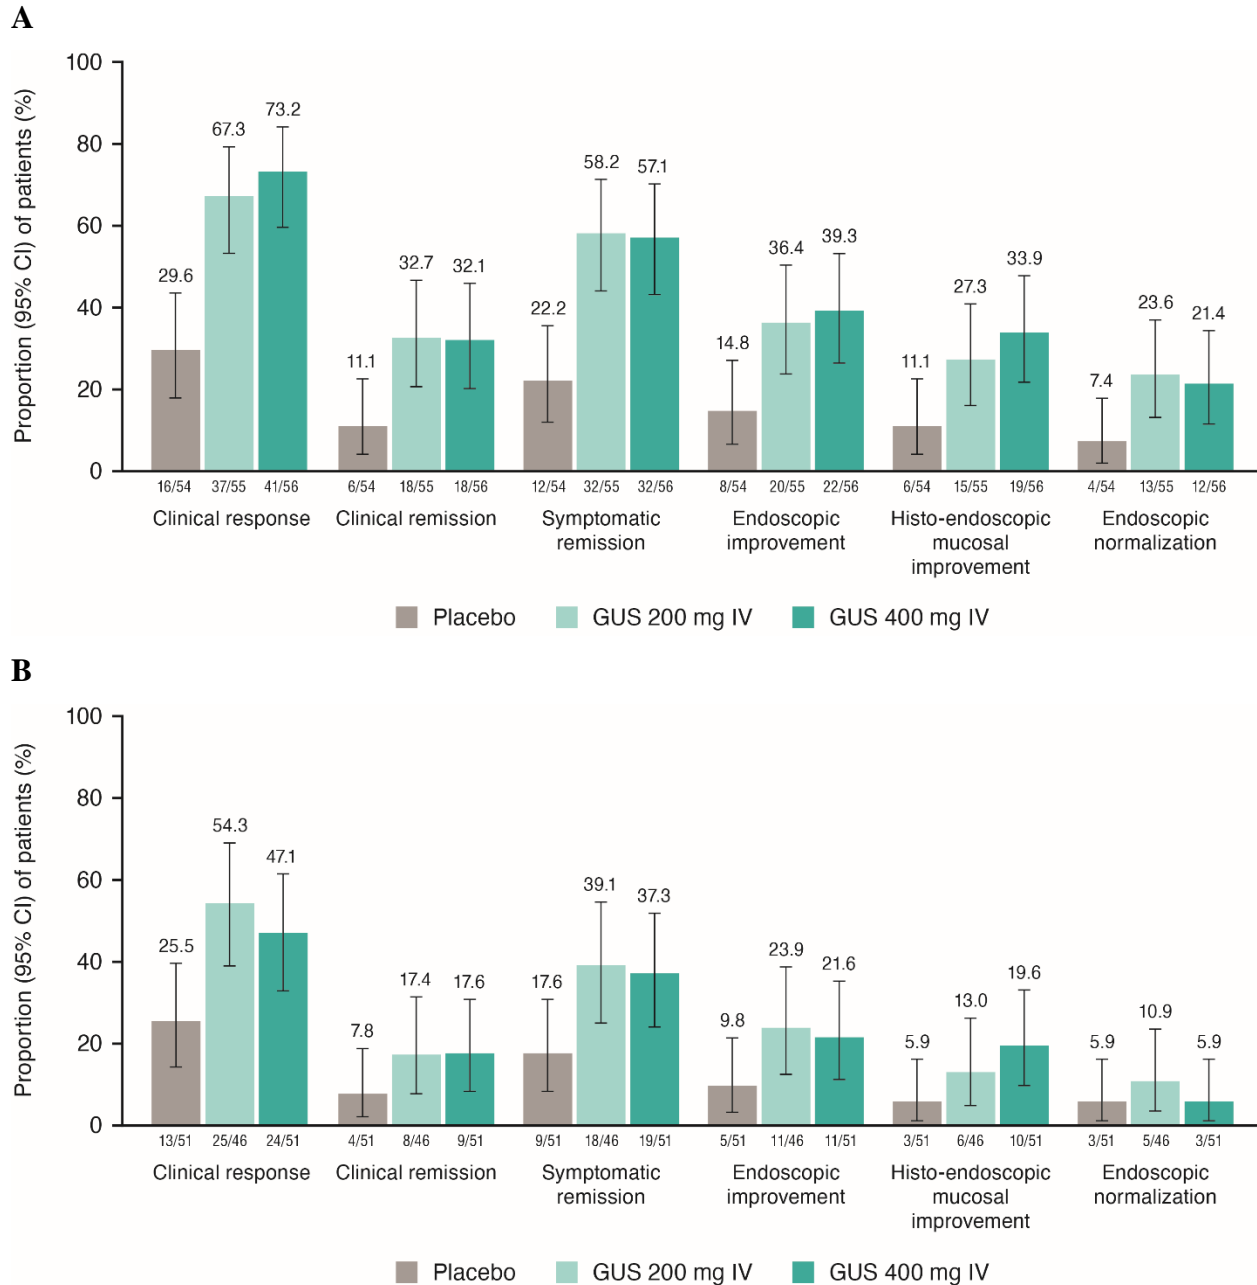 A
Proportion (95% CI) of patients (%)
100
80
60
40
20
0
29.6
67.3
73.2
11.1
32.7
32.1
22.2
58.2
57.1
14.8
36.4
39.3
11.1
27.3
33.9
7.4
23.6
21.4
16/54 37/55 41/56 6/54 18/55 18/56 12/54 32/55 32/56 8/54 20/55 22/56 6/54 15/55 19/56 4/54 13/55 12/56
Clinical response
Clinical remission
Symptomatic
remission
Endoscopic
improvement
Histo-endoscopic
mucosal
improvement
Endoscopic
normalization
Placebo GUS 200 mg IV GUS 400 mg IV
B
Proportion (95% CI) of patients (%)
100
80
60
40
20
0
25.5
54.3
47.1
7.8
17.4
17.6
17.6
39.1
37.3
9.8
23.9
21.6
5.9
13.0
19.6
5.9
10.9
5.9
13/51 25/46 24/51 4/51 8/46 9/51 9/51 18/46 19/51 5/51 11/46 11/51 3/51 6/46 10/51 3/51 5/46 3/51
Clinical response
Clinical remission
Symptomatic
remission
Endoscopic
improvement
Histo-endoscopic
mucosal
improvement
Endoscopic
normalization
Placebo GUS 200 mg IV GUS 400 mg IV